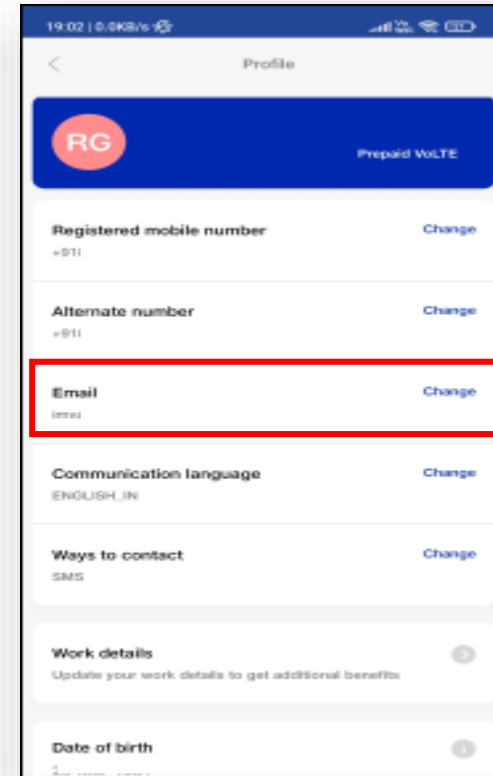 19:02 | 0.0KB/s
Profile
RG
Prepaid VoLTE
Registered mobile number
Change
+91
Alternate number
Change
+91
Email
Change
Communication language
Change
ENGLISH_IN
Ways to contact
Change
SMS
Work details
Update your work details to get additional benefits
Date of birth